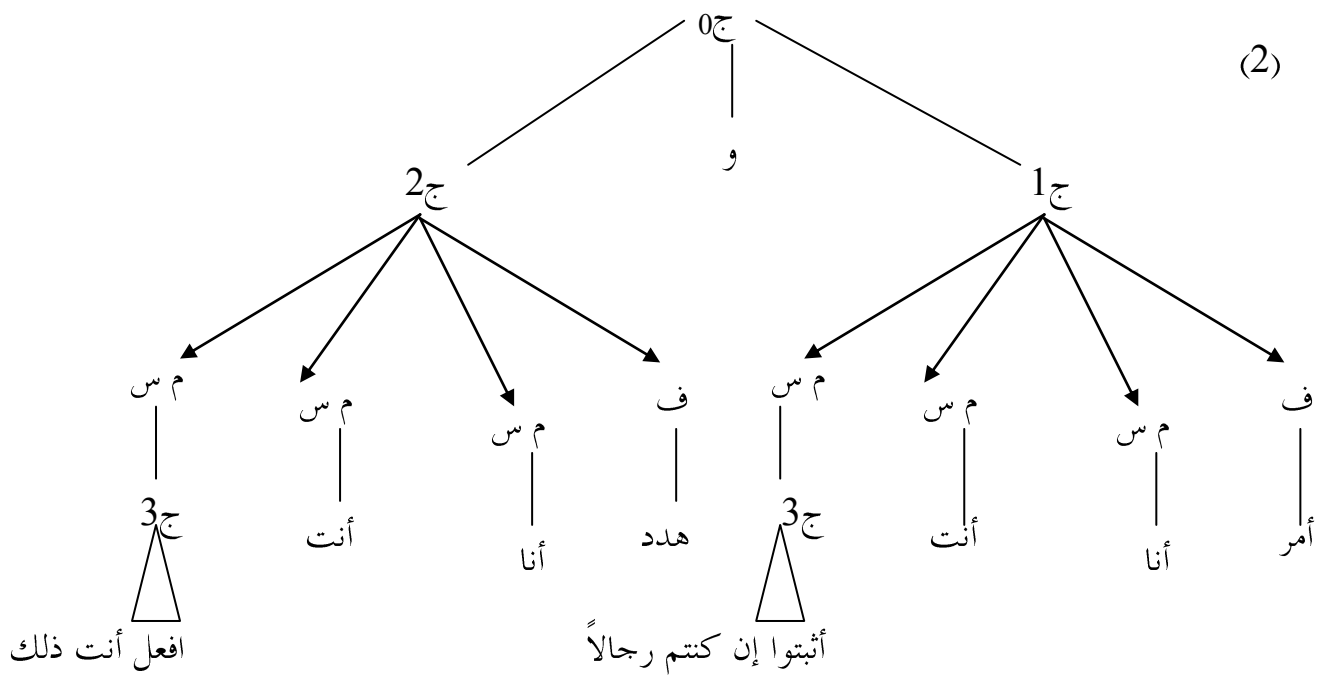 ج0
(2)
و
ج1
ج2
ف
م س
م س
م س
ف
م س
م س
م س
أمر
أنا
أنت
ج3
هدد
أنا
أنت
ج3
أثبتوا إن كنتم رجالاً
افعل أنت ذلك